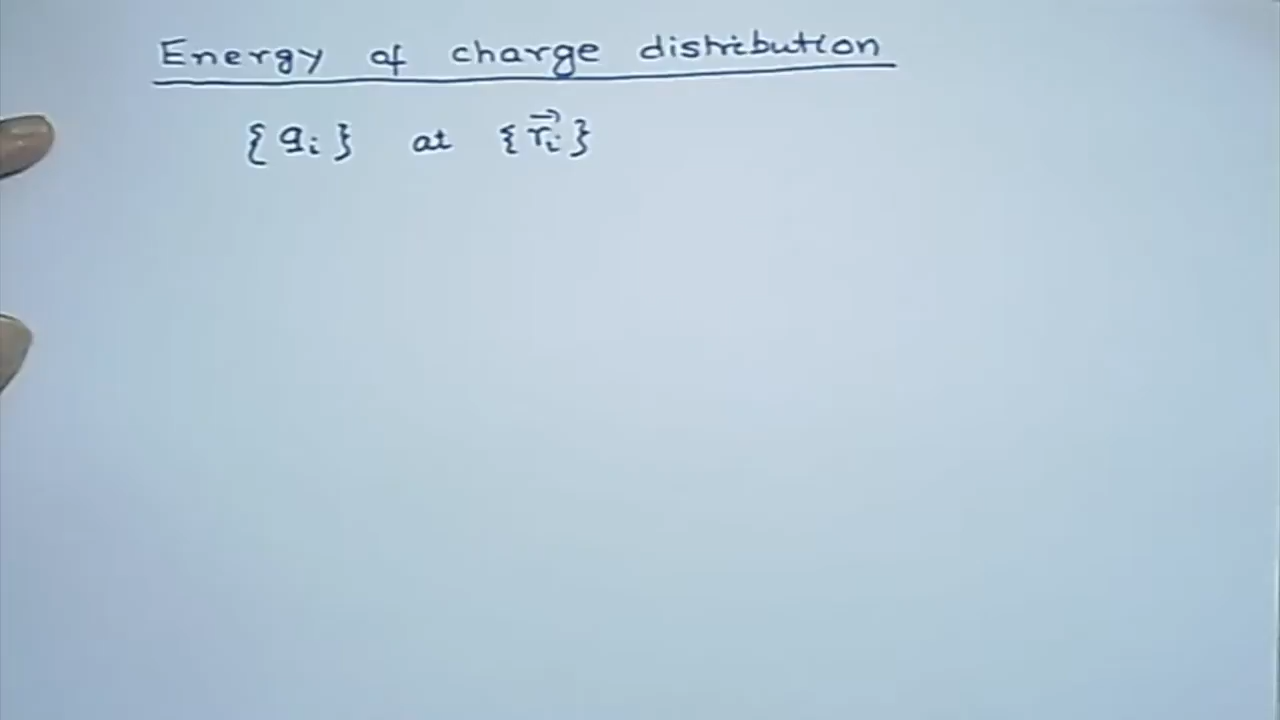 Energy of charge distribution
{qᵢ} at {r⃗ᵢ}